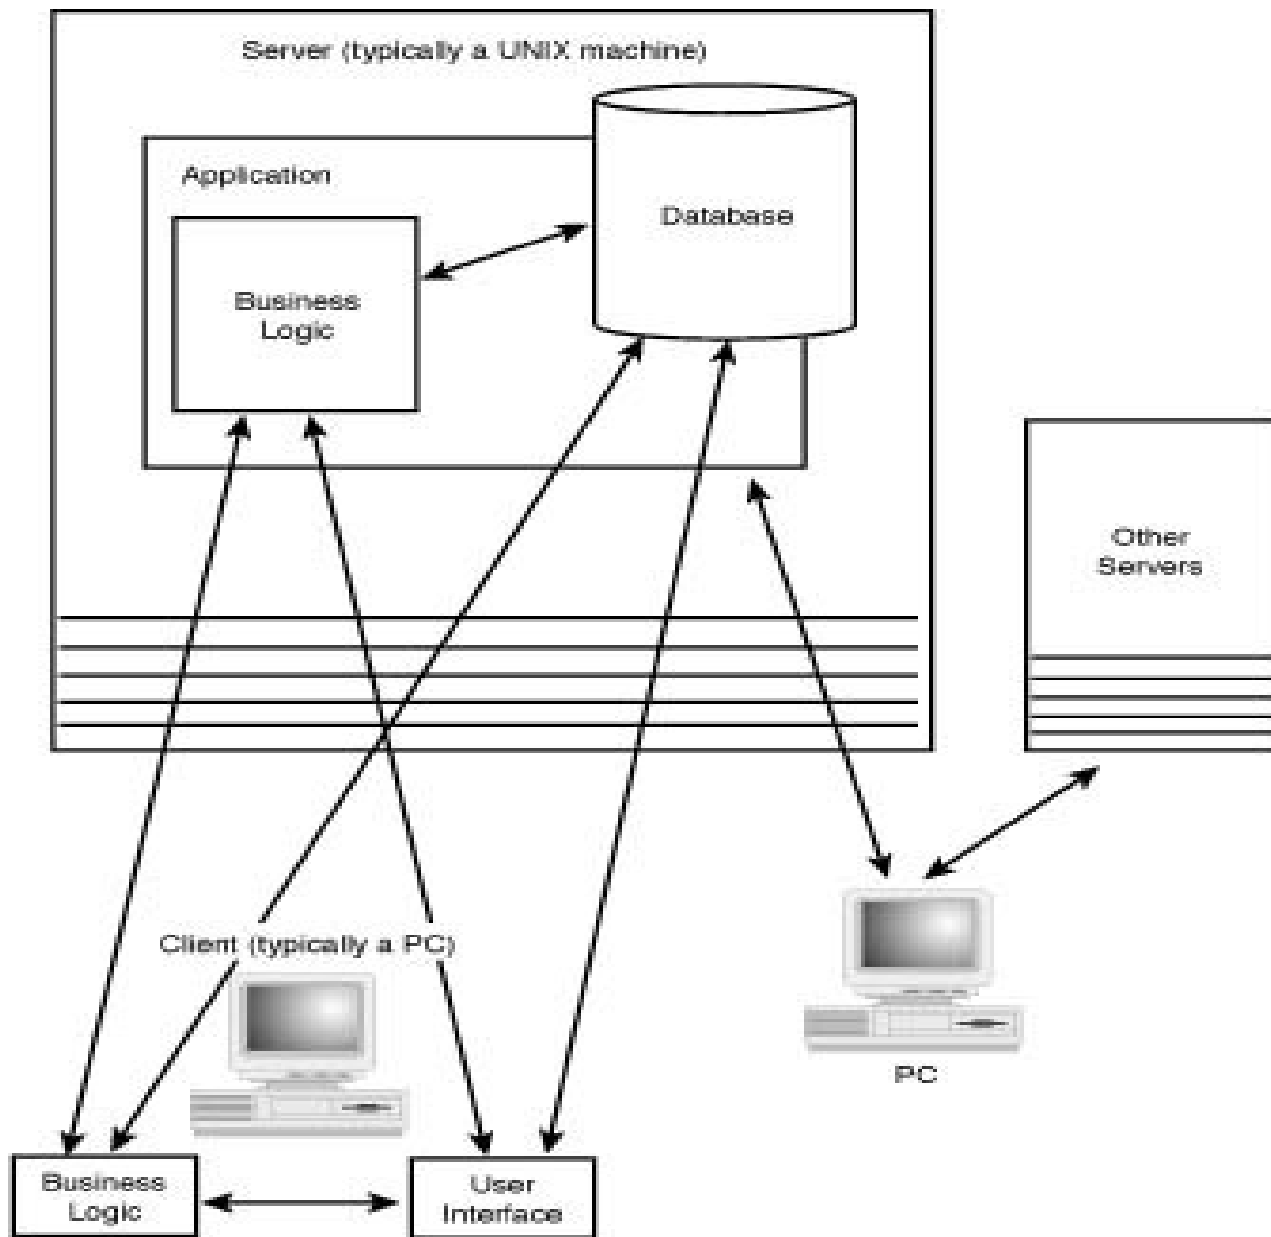 Server (typically a UNIX machine)
Application
Database
Business
Logic
Other
Servers
Client (typically a PC)
PC
Business
Logic
User
Interface